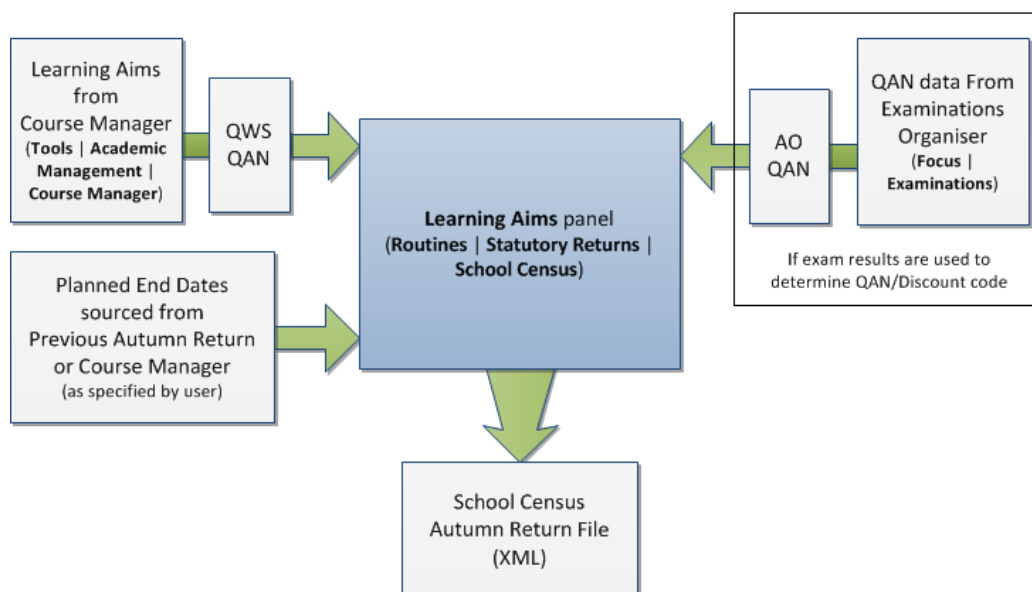 Learning Aims
from
Course Manager
(Tools | Academic
Management |
Course Manager)
QWS
QAN
Learning Aims panel
(Routines | Statutory Returns |
School Census)
AO
QAN
QAN data From
Examinations
Organiser
(Focus |
Examinations)
If exam results are used to
determine QAN/Discount code
Planned End Dates
sourced from
Previous Autumn Return
or Course Manager
(as specified by user)
School Census
Autumn Return File
(XML)